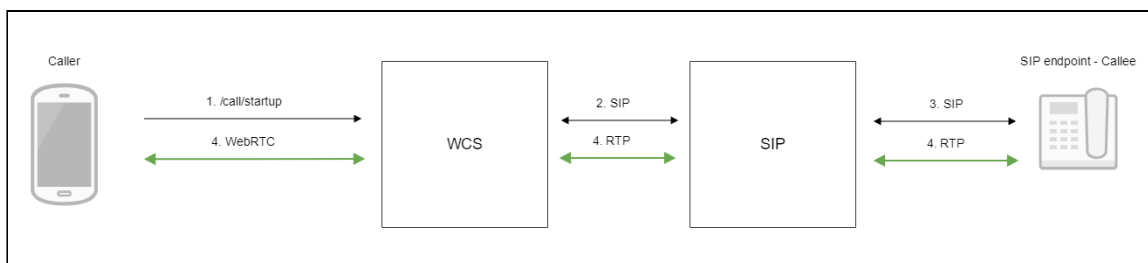 Caller
SIP endpoint - Callee
1. /call/startup
2. SIP
3. SIP
4. WebRTC
WCS
4. RTP
SIP
4. RTP